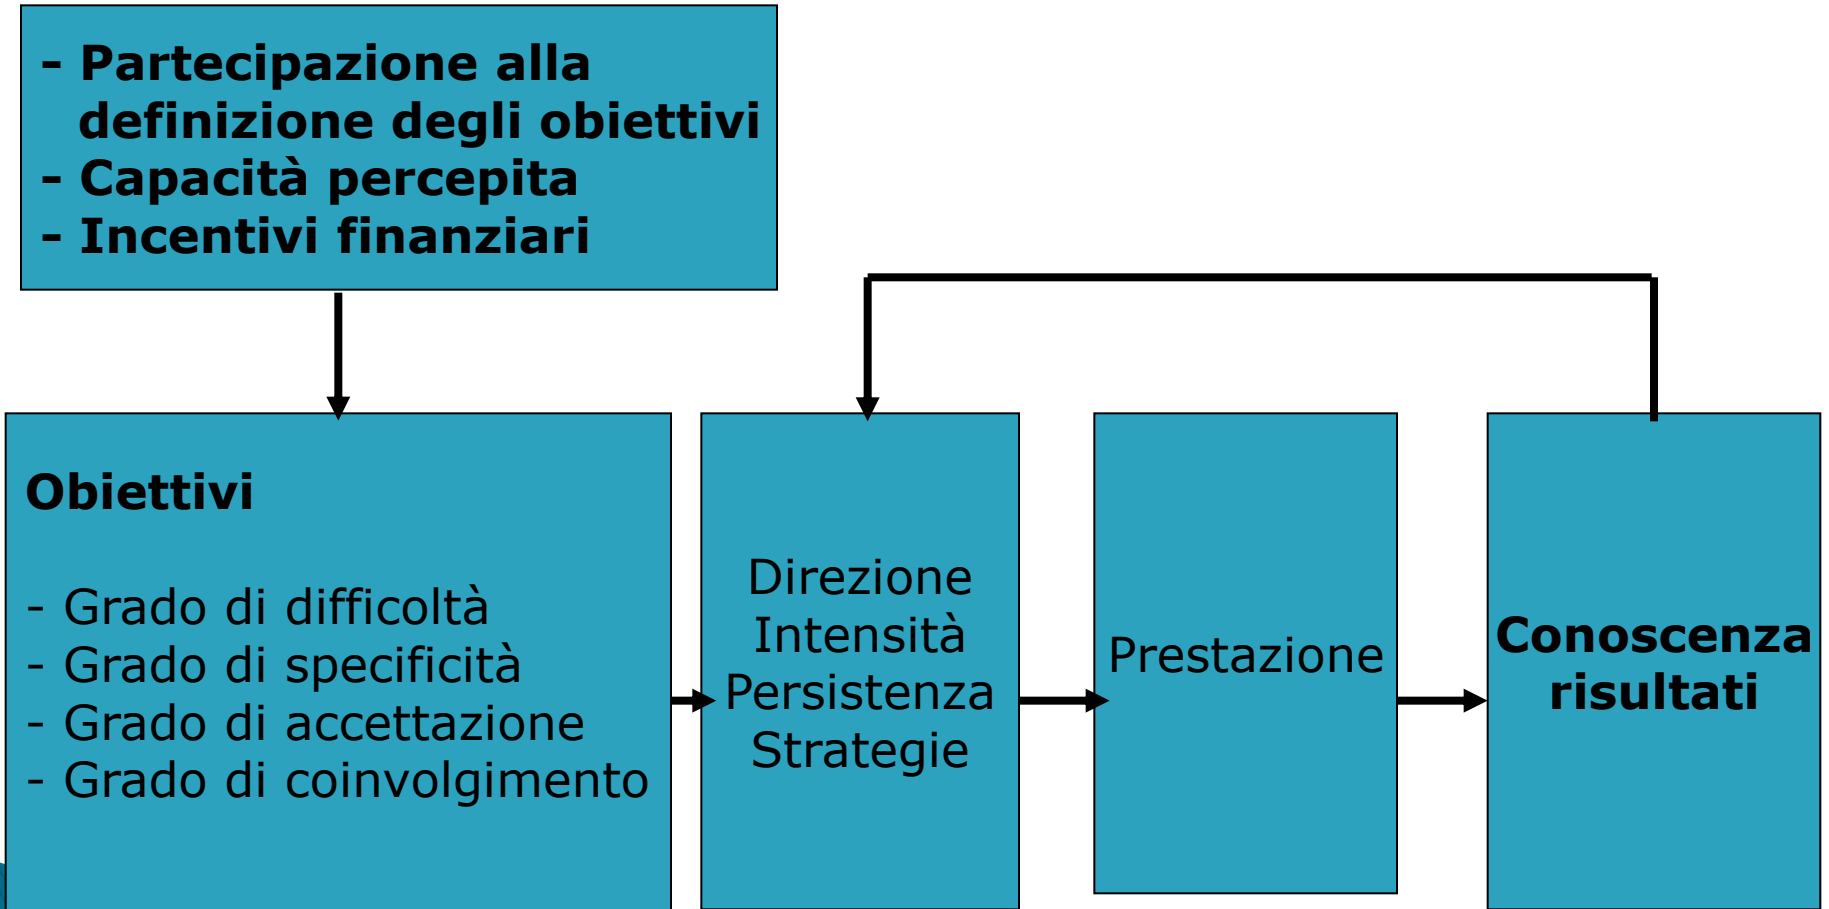 - Partecipazione alla
definizione degli obiettivi
- Capacità percepita
- Incentivi finanziari
Obiettivi
- Grado di difficoltà
- Grado di specificità
- Grado di accettazione
- Grado di coinvolgimento
Direzione
Intensità
Persistenza
Strategie
Prestazione
Conoscenza
risultati